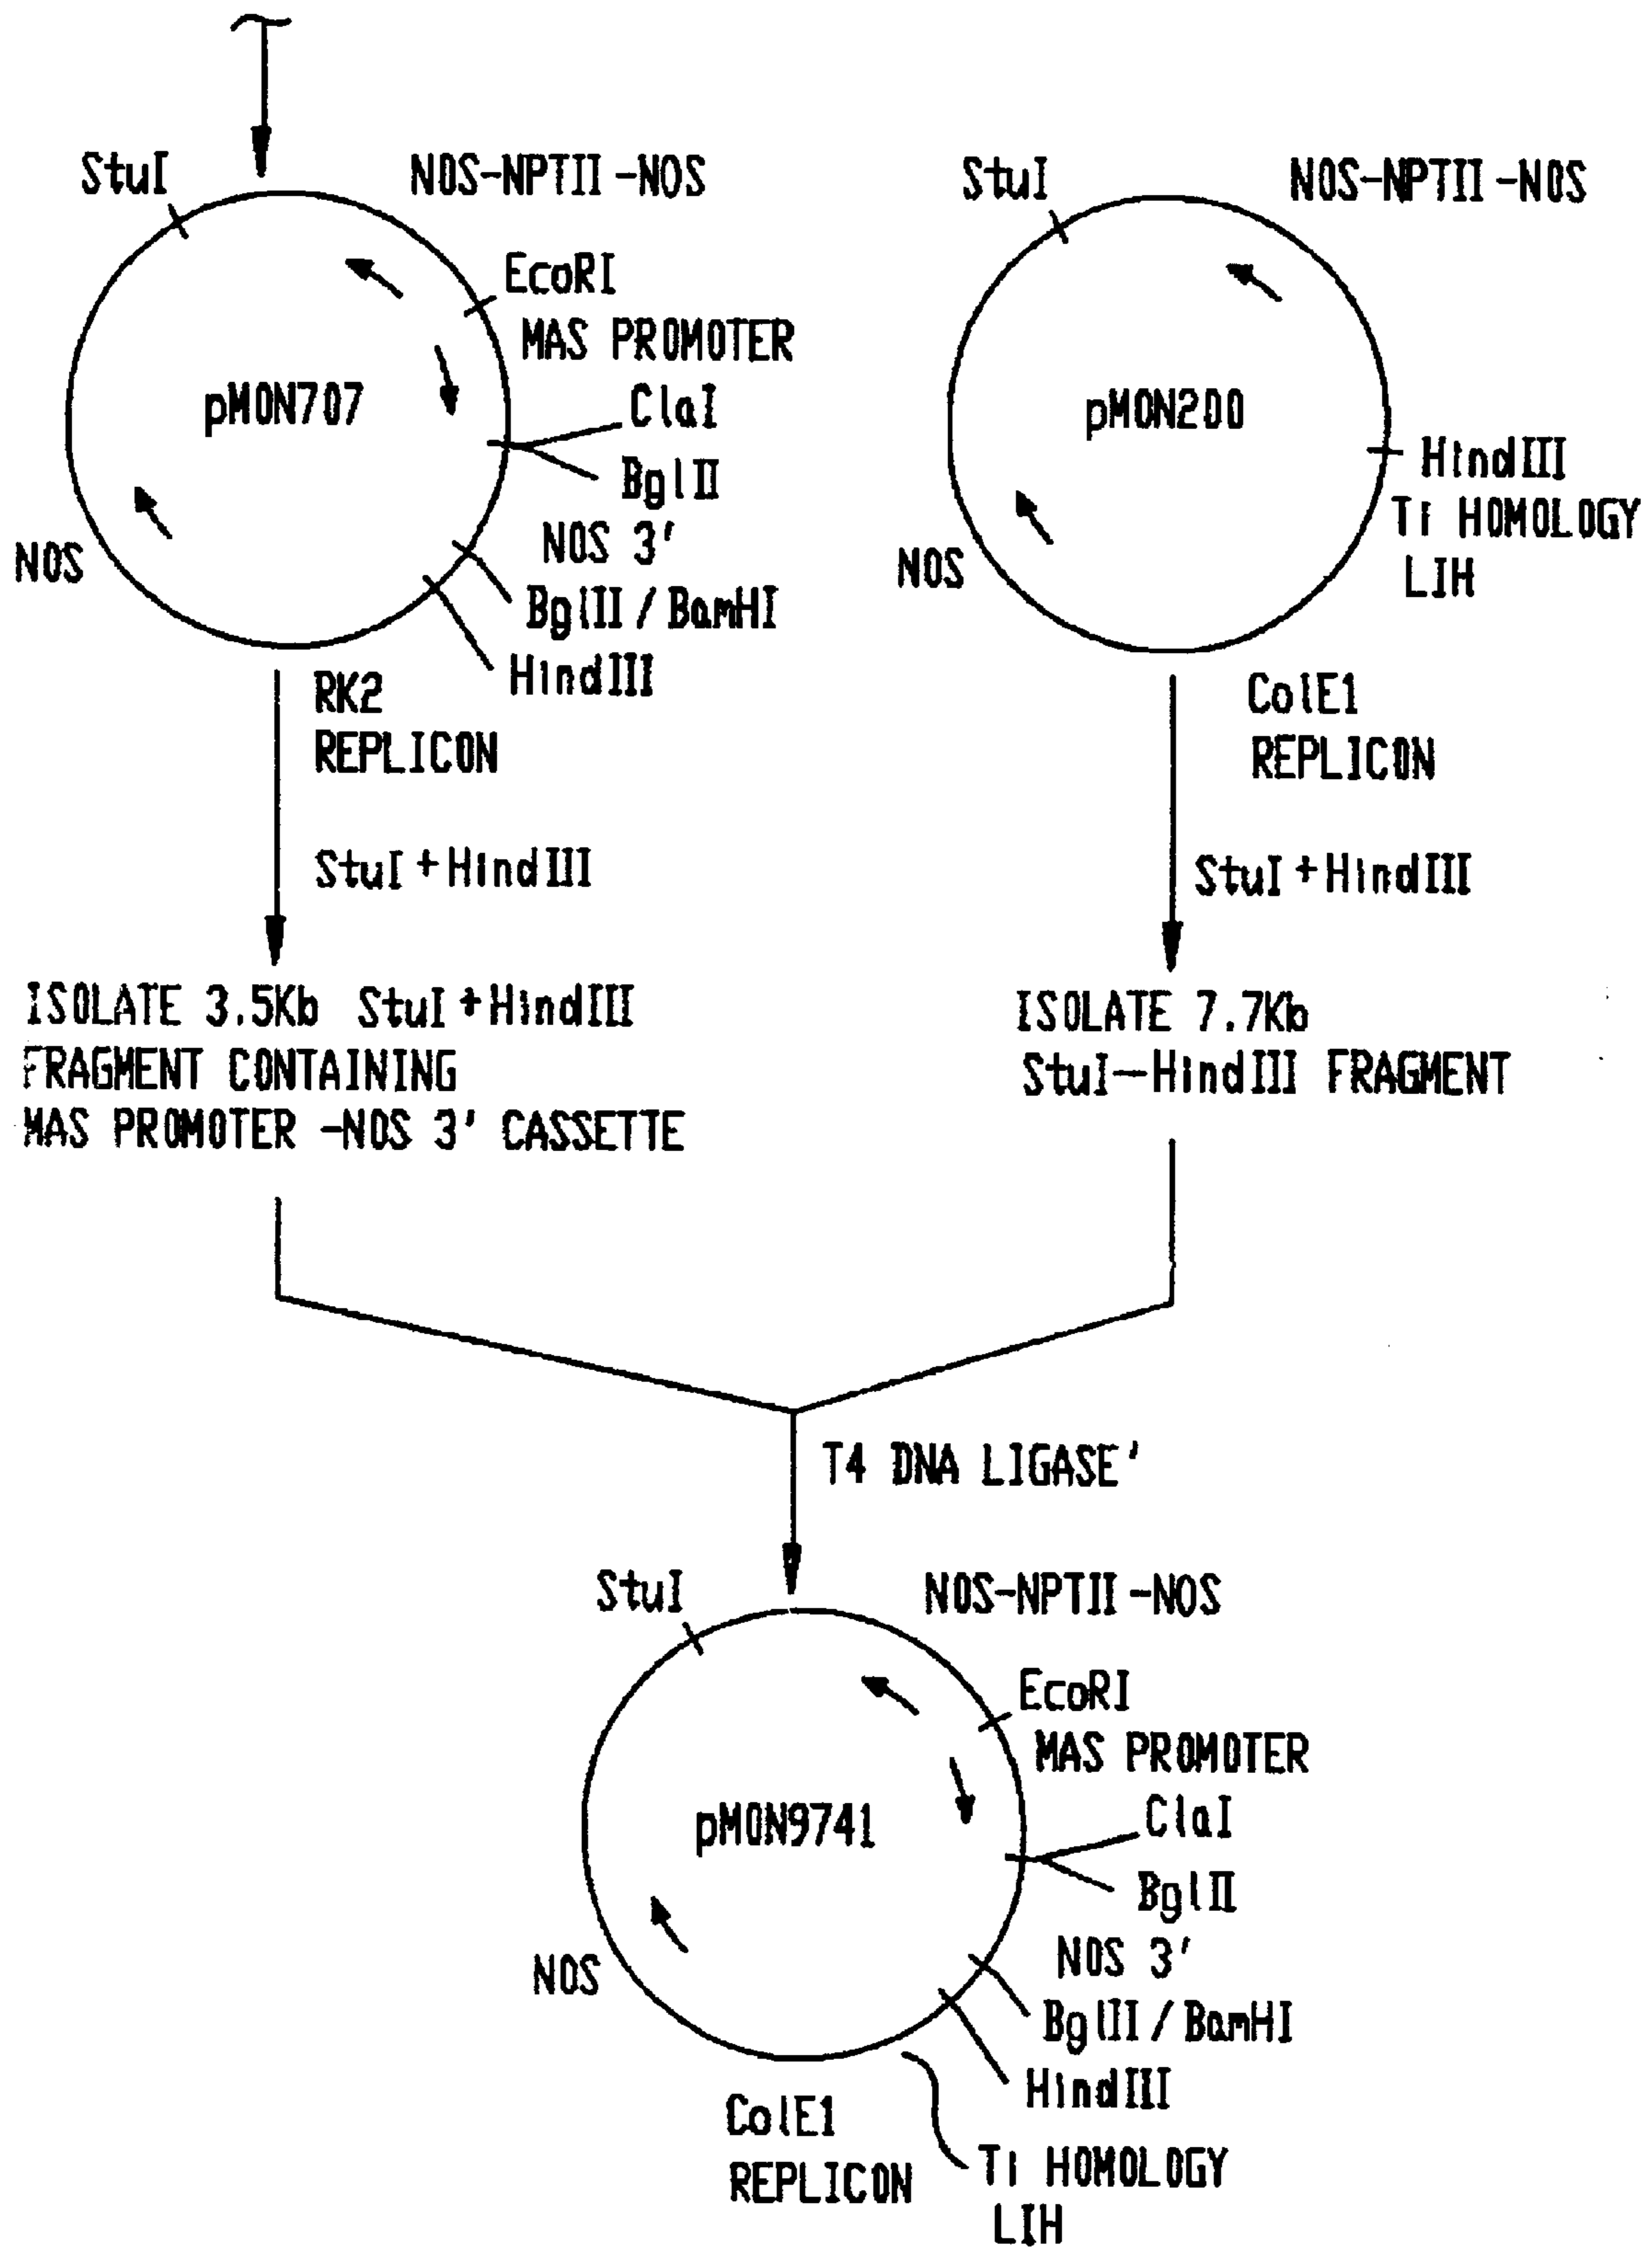 StuI
NOS-NPTII-NOS
EcoRI
MAS PROMOTER
pMON707
ClaI
BglII
NOS 3'
NOS
BglII / BamHI
HindIII
RK2
REPLICON
StuI + HindIII
ISOLATE 3.5Kb StuI + HindIII
FRAGMENT CONTAINING
MAS PROMOTER -NOS 3' CASSETTE
StuI
NOS-NPTII-NOS
pMON200
HindIII
Ti HOMOLOGY
LIH
NOS
ColE1
REPLICON
StuI + HindIII
ISOLATE 7.7Kb
StuI-HindIII FRAGMENT
T4 DNA LIGASE'
StuI
NOS-NPTII-NOS
EcoRI
MAS PROMOTER
pMON9741
ClaI
BglII
NOS 3'
NOS
BglII / BamHI
HindIII
ColE1
REPLICON
Ti HOMOLOGY
LIH